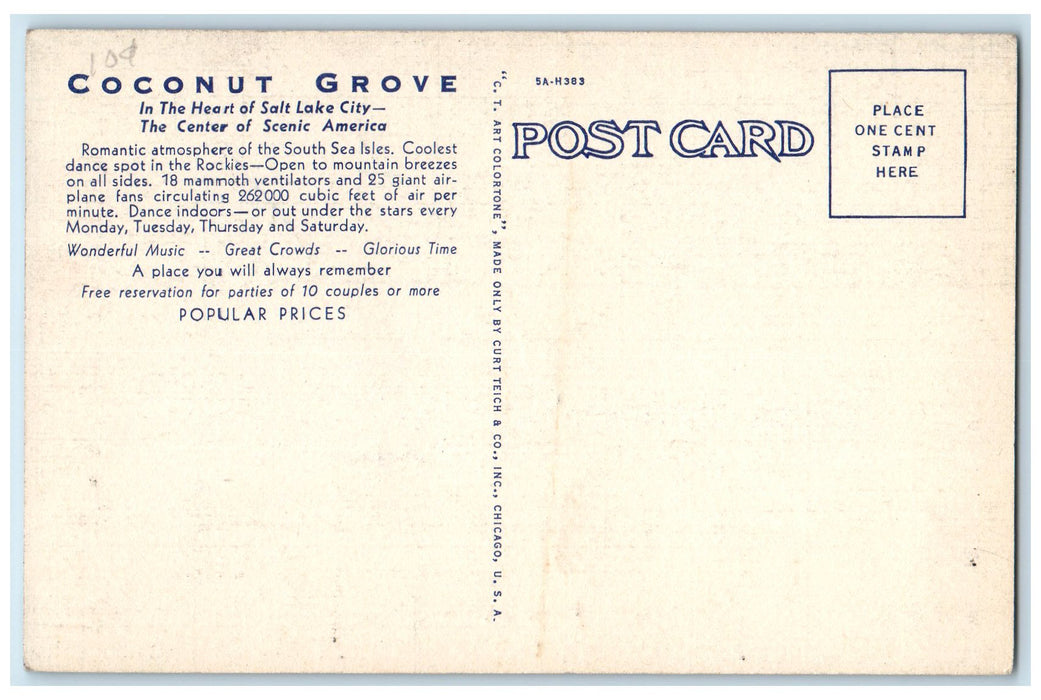 10¢
COCONUT GROVE
In The Heart of Salt Lake City—
The Center of Scenic America
Romantic atmosphere of the South Sea Isles. Coolest
dance spot in the Rockies—Open to mountain breezes
on all sides. 18 mammoth ventilators and 25 giant air-
plane fans circulating 262000 cubic feet of air per
minute. Dance indoors—or out under the stars every
Monday, Tuesday, Thursday and Saturday.
Wonderful Music -- Great Crowds -- Glorious Time
A place you will always remember
Free reservation for parties of 10 couples or more
POPULAR PRICES
"C. T. ART COLORTONE", MADE ONLY BY CURT TEICH & CO., INC., CHICAGO, U. S. A.
5A-H383
POST CARD
PLACE
ONE CENT
STAMP
HERE